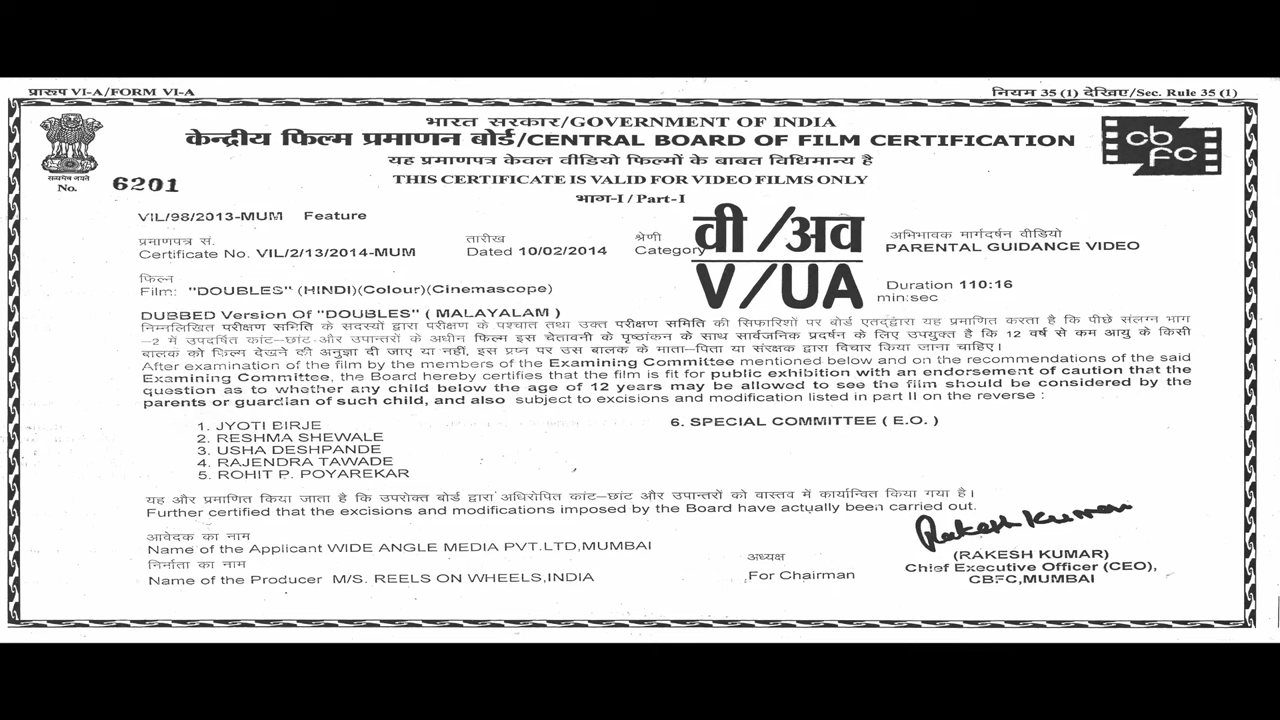 प्रारूप VI-A/FORM VI-A
नियम 35 (1) देखिए/Sec. Rule 35 (1)
भारत सरकार/GOVERNMENT OF INDIA
केन्द्रीय फिल्म प्रमाणन बोर्ड/CENTRAL BOARD OF FILM CERTIFICATION
cb
fc
यह प्रमाणपत्र केवल वीडियो फिल्मों के बाबत विधिमान्य है
THIS CERTIFICATE IS VALID FOR VIDEO FILMS ONLY
सत्यमेव जयते
No. 6201
भाग-I / Part-I
VIL/98/2013-MUM Feature
प्रमाणपत्र सं.
Certificate No. VIL/2/13/2014-MUM
तारीख
Dated 10/02/2014
श्रेणी
Category
वी/अव
V/UA
अभिभावक मार्गदर्शन वीडियो
PARENTAL GUIDANCE VIDEO
फिल्म
Film: "DOUBLES" (HINDI)(Colour)(Cinemascope)
Duration 110:16
min:sec
DUBBED Version Of "DOUBLES" ( MALAYALAM )
निम्नलिखित परीक्षण समिति के सदस्यों द्वारा परीक्षण के पश्चात तथा उक्त परीक्षण समिति की सिफारिशों पर बोर्ड एतद्द्वारा यह प्रमाणित करता है कि पीछे संलग्न भाग
-2 में उपदर्षित कांट-छांट और उपान्तरों के अधीन फिल्म इस चेतावनी के पृष्ठांकन के साथ सार्वजनिक प्रदर्षन के लिए उपयुक्त है कि 12 वर्ष से कम आयु के किसी
बालक को फिल्म देखने की अनुज्ञा दी जाए या नहीं, इस प्रश्न पर उस बालक के माता-पिता या संरक्षक द्वारा विचार किया जाना चाहिए।
After examination of the film by the members of the Examining Committee mentioned below and on the recommendations of the said
Examining Committee, the Board hereby certifies that the film is fit for public exhibition with an endorsement of caution that the
question as to whether any child below the age of 12 years may be allowed to see the film should be considered by the
parents or guardian of such child, and also subject to excisions and modification listed in part II on the reverse :
1. JYOTI BIRJE
2. RESHMA SHEWALE
3. USHA DESHPANDE
4. RAJENDRA TAWADE
5. ROHIT P. POYAREKAR
6. SPECIAL COMMITTEE ( E.O. )
यह और प्रमाणित किया जाता है कि उपरोक्त बोर्ड द्वारा अधिरोपित कांट-छांट और उपान्तरों को वास्तव में कार्यान्वित किया गया है।
Further certified that the excisions and modifications imposed by the Board have actually been carried out.
आवेदक का नाम
Name of the Applicant WIDE ANGLE MEDIA PVT.LTD,MUMBAI
निर्माता का नाम
Name of the Producer M/S. REELS ON WHEELS,INDIA
अध्यक्ष
For Chairman
Rakesh Kumar
(RAKESH KUMAR)
Chief Executive Officer (CEO),
CBFC,MUMBAI